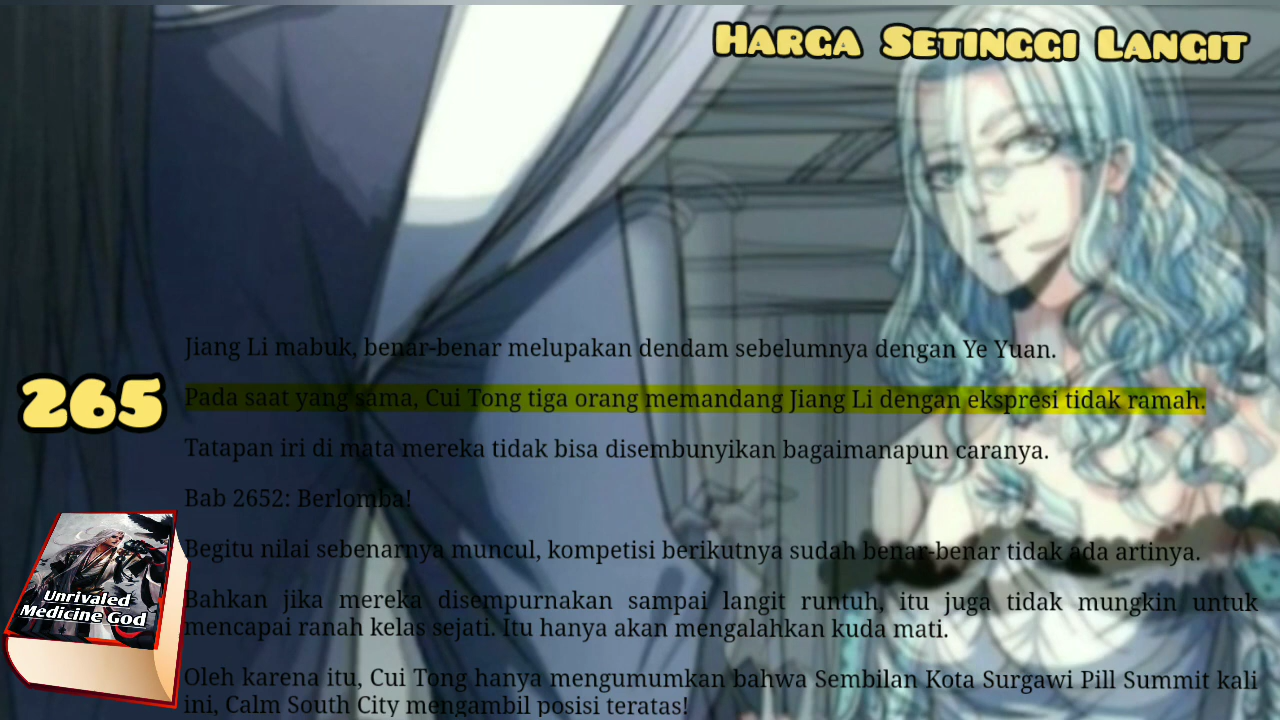 Harga Setinggi Langit
Jiang Li mabuk, benar-benar melupakan dendam sebelumnya dengan Ye Yuan.
265
Pada saat yang sama, Cui Tong tiga orang memandang Jiang Li dengan ekspresi tidak ramah.
Tatapan iri di mata mereka tidak bisa disembunyikan bagaimanapun caranya.
Bab 2652: Berlomba!
Begitu nilai sebenarnya muncul, kompetisi berikutnya sudah benar-benar tidak ada artinya.
Bahkan jika mereka disempurnakan sampai langit runtuh, itu juga tidak mungkin untuk
mencapai ranah kelas sejati. Itu hanya akan mengalahkan kuda mati.
Oleh karena itu, Cui Tong hanya mengumumkan bahwa Sembilan Kota Surgawi Pill Summit kali
ini, Calm South City mengambil posisi teratas!
Unrivaled
Medicine God